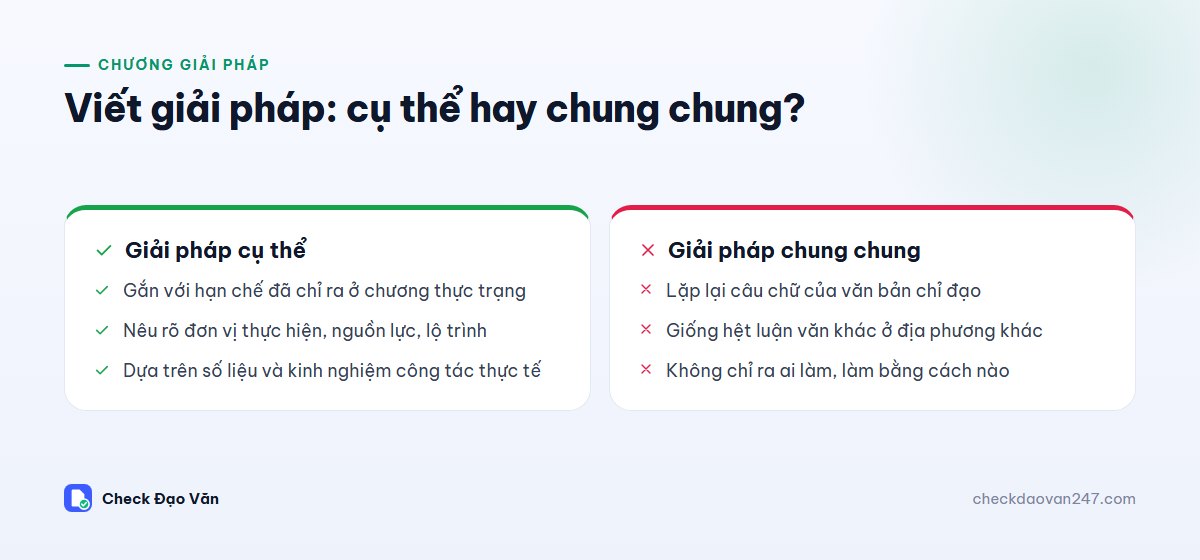 CHƯƠNG GIẢI PHÁP
Viết giải pháp: cụ thể hay chung chung?
Giải pháp cụ thể
Gắn với hạn chế đã chỉ ra ở chương thực trạng
Nêu rõ đơn vị thực hiện, nguồn lực, lộ trình
Dựa trên số liệu và kinh nghiệm công tác thực tế
Giải pháp chung chung
Lặp lại câu chữ của văn bản chỉ đạo
Giống hệt luận văn khác ở địa phương khác
Không chỉ ra ai làm, làm bằng cách nào
Check Đạo Văn
checkdaovan247.com